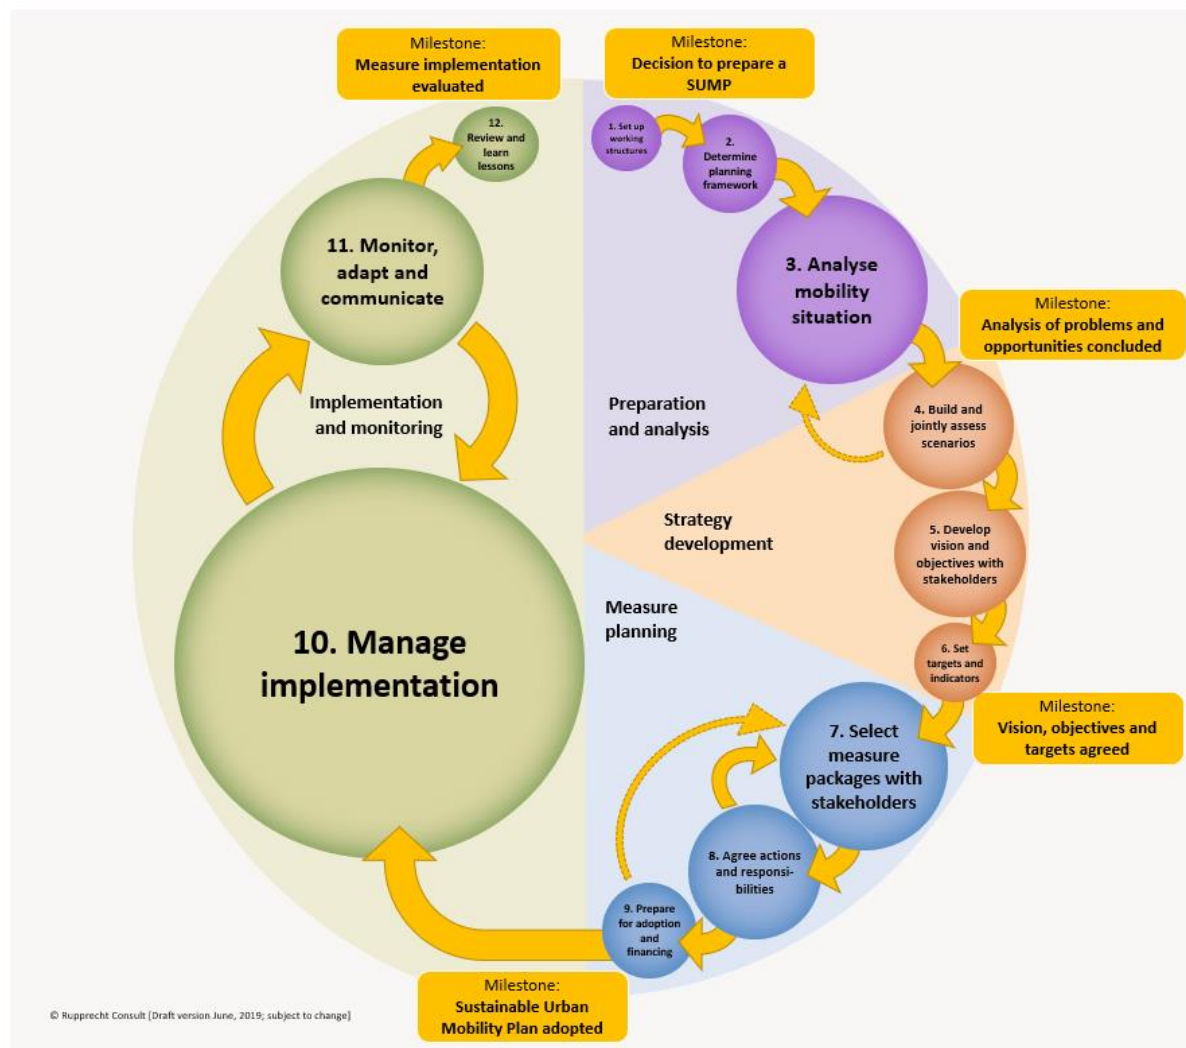 Milestone:
Measure implementation
evaluated
Milestone:
Decision to prepare a
SUMP
1. Set up
working
structures
2.
Determine
planning
framework
3. Analyse
mobility
situation
Milestone:
Analysis of problems and
opportunities concluded
Preparation
and analysis
4. Build and
jointly assess
scenarios
Strategy
development
5. Develop
vision and
objectives with
stakeholders
6. Set
targets and
indicators
Milestone:
Vision, objectives and
targets agreed
Measure
planning
7. Select
measure
packages with
stakeholders
8. Agree actions
and responsi-
bilities
9. Prepare
for adoption
and
financing
Milestone:
Sustainable Urban
Mobility Plan adopted
10. Manage
implementation
Implementation
and monitoring
11. Monitor,
adapt and
communicate
12.
Review and
learn
lessons
© Rupprecht Consult [Draft version June, 2019; subject to change]